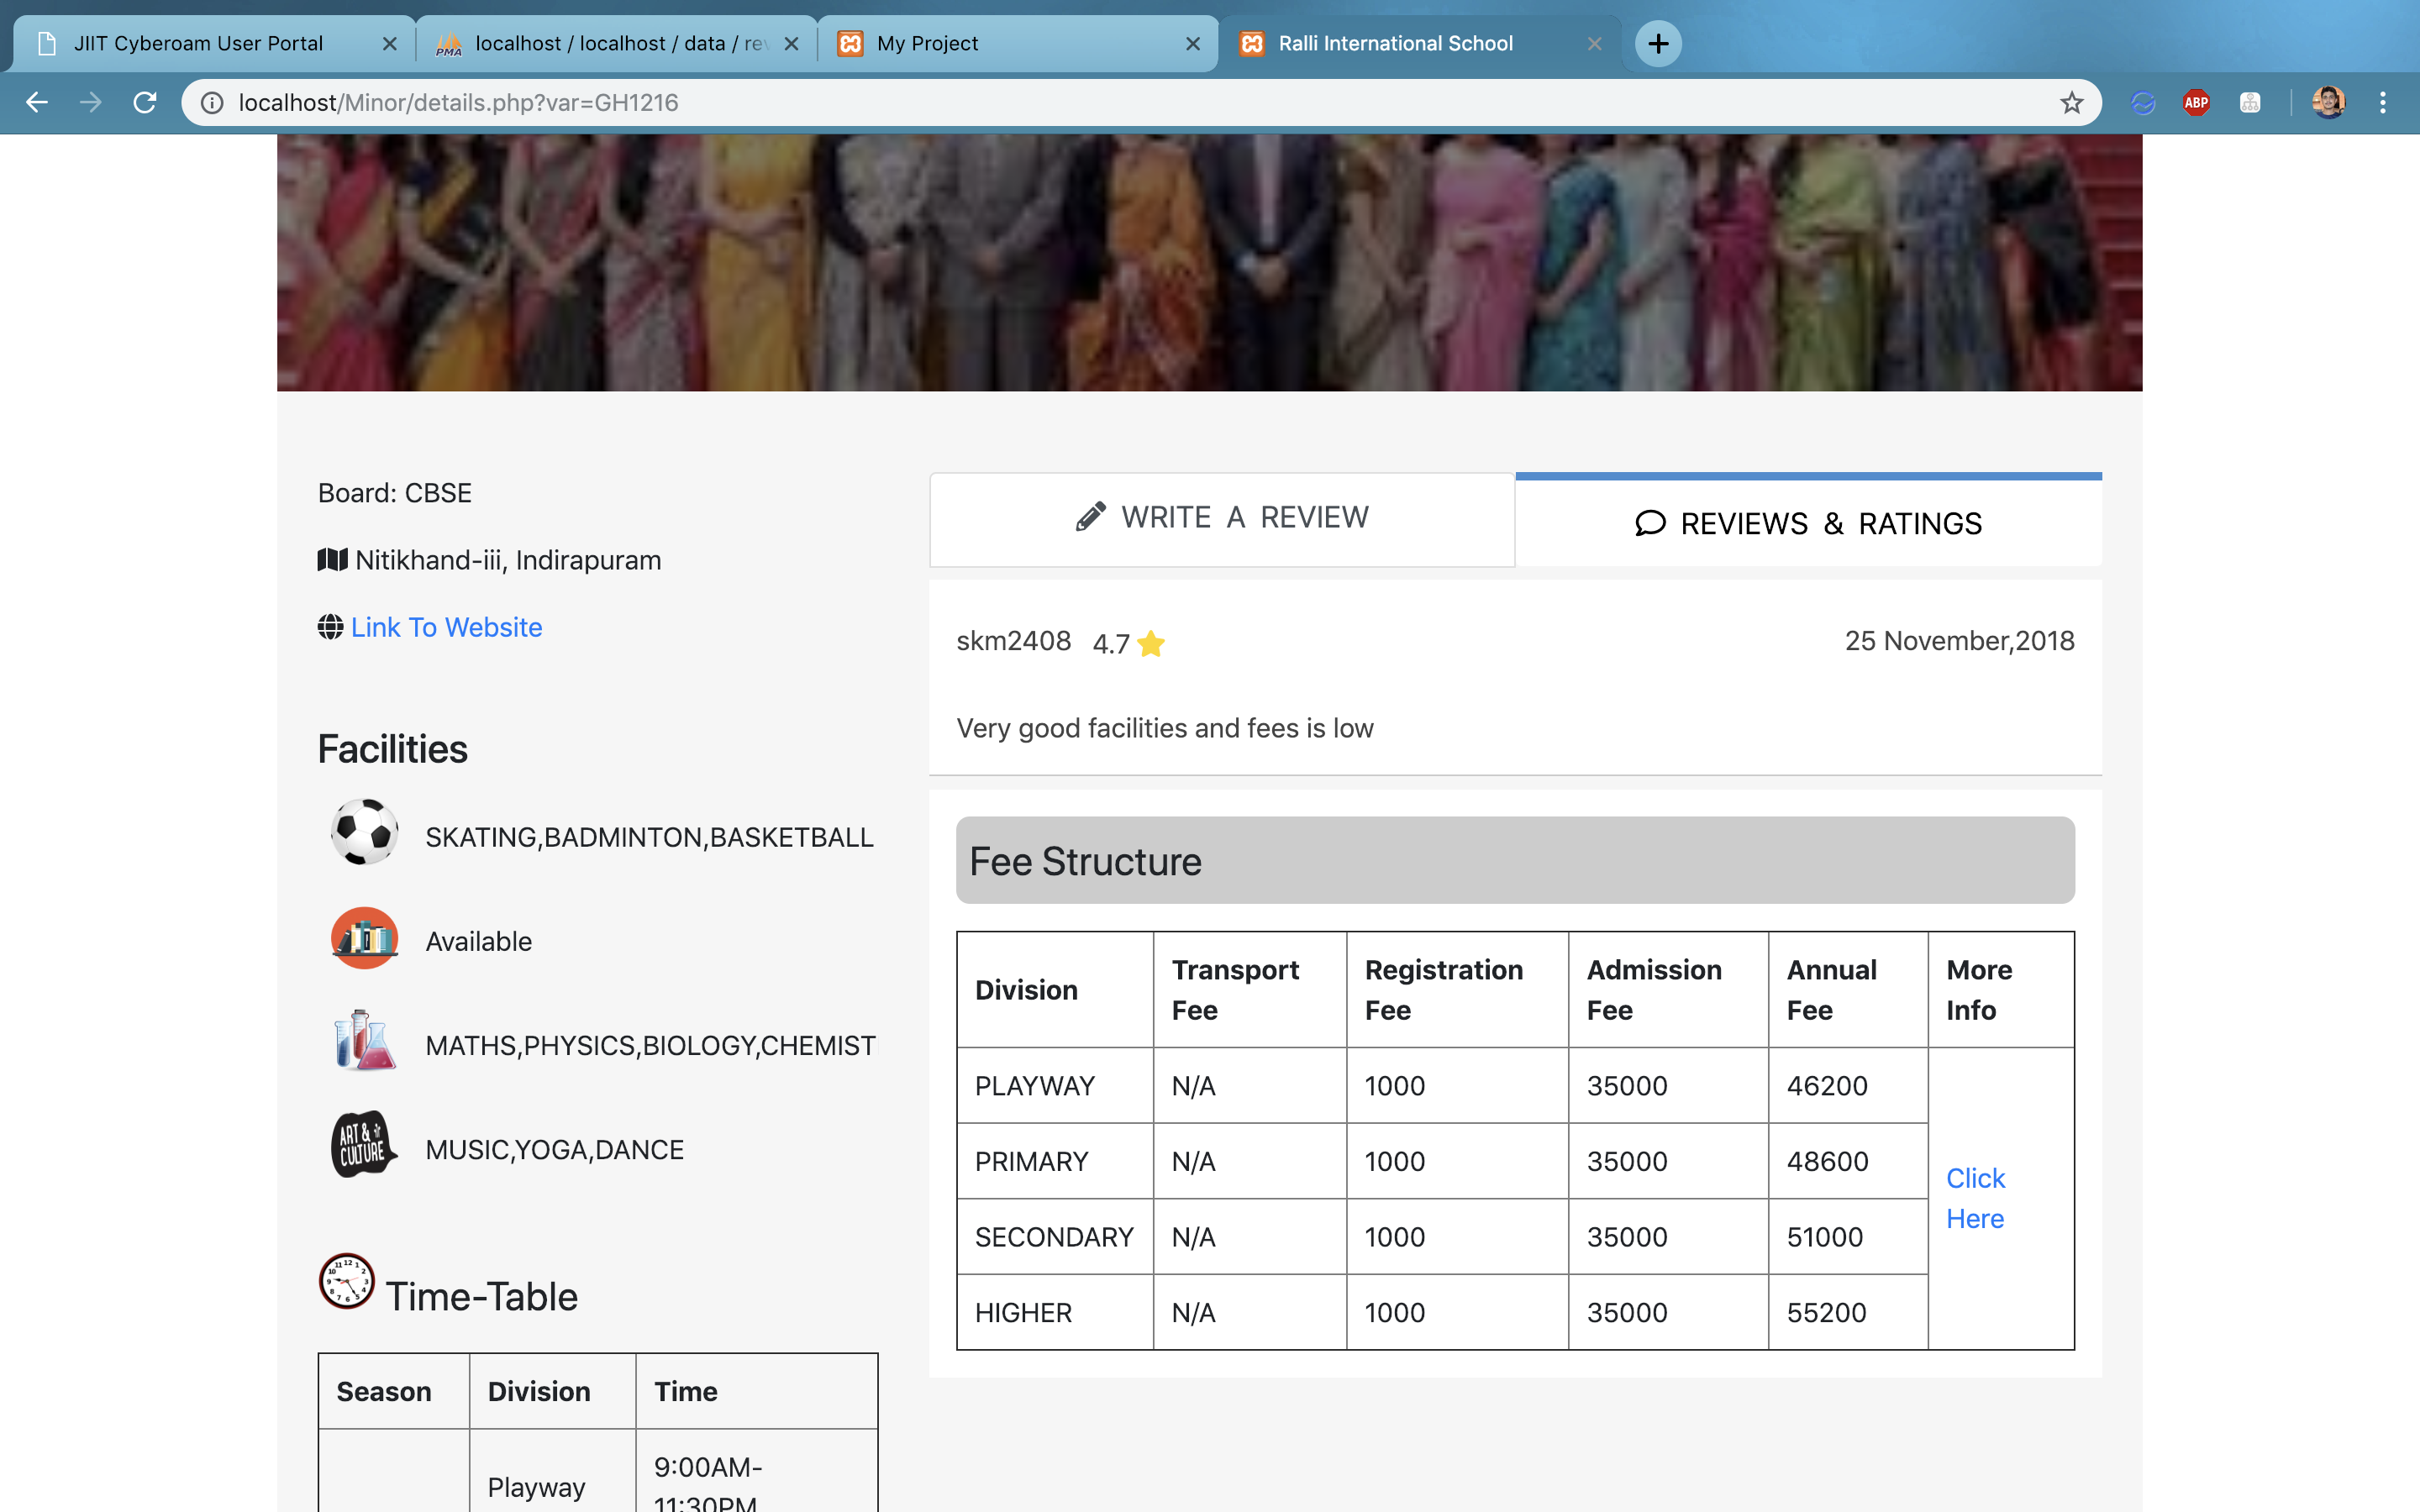 JIIT Cyberoam User Portal
localhost / localhost / data / rev
My Project
Ralli International School
localhost/Minor/details.php?var=GH1216
ABP
Board: CBSE
Nitikhand-iii, Indirapuram
Link To Website
Facilities
SKATING,BADMINTON,BASKETBALL
Available
MATHS,PHYSICS,BIOLOGY,CHEMIST
ART &
CULTURE
MUSIC,YOGA,DANCE
Time-Table
Season Division Time
Playway 9:00AM-
11:30PM
WRITE A REVIEW
REVIEWS & RATINGS
skm2408 4.7 25 November,2018
Very good facilities and fees is low
Fee Structure
Division Transport Fee Registration Fee Admission Fee Annual Fee More Info
PLAYWAY N/A 1000 35000 46200
PRIMARY N/A 1000 35000 48600
SECONDARY N/A 1000 35000 51000
HIGHER N/A 1000 35000 55200
Click
Here